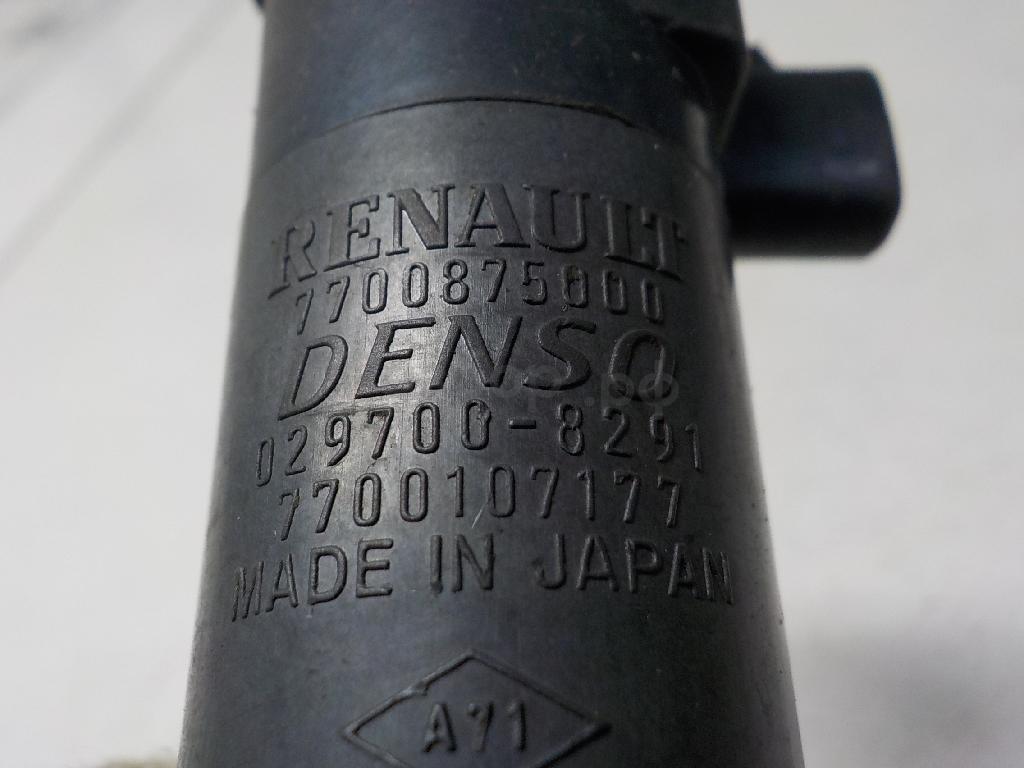 RENAULT
7700875000
DENSO
029700-8291
7700107177
MADE IN JAPAN
A71